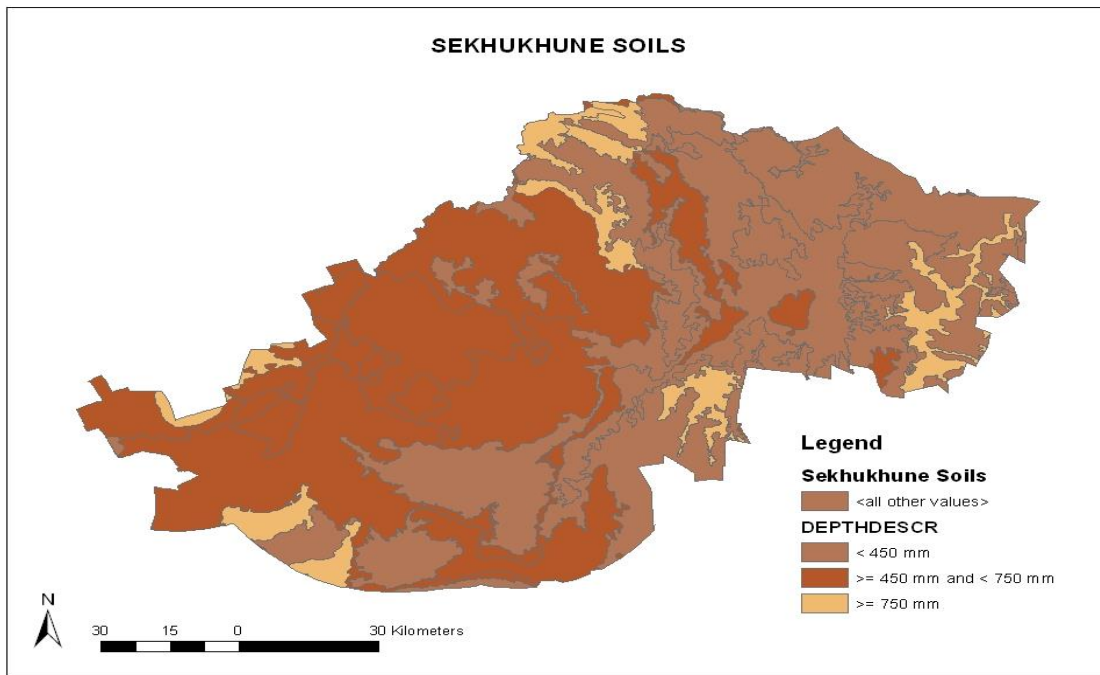 SEKHUKHUNE SOILS
Legend
Sekhukhune Soils
<all other values>
DEPTHDESCR
< 450 mm
>= 450 mm and < 750 mm
>= 750 mm
N
30 15 0 30 Kilometers